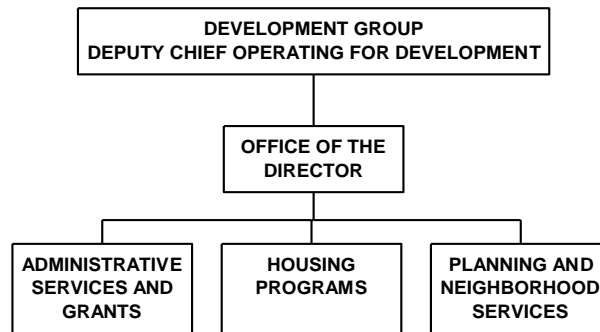 DEVELOPMENT GROUP
DEPUTY CHIEF OPERATING FOR DEVELOPMENT
OFFICE OF THE
DIRECTOR
ADMINISTRATIVE
SERVICES AND
GRANTS
HOUSING
PROGRAMS
PLANNING AND
NEIGHBORHOOD
SERVICES